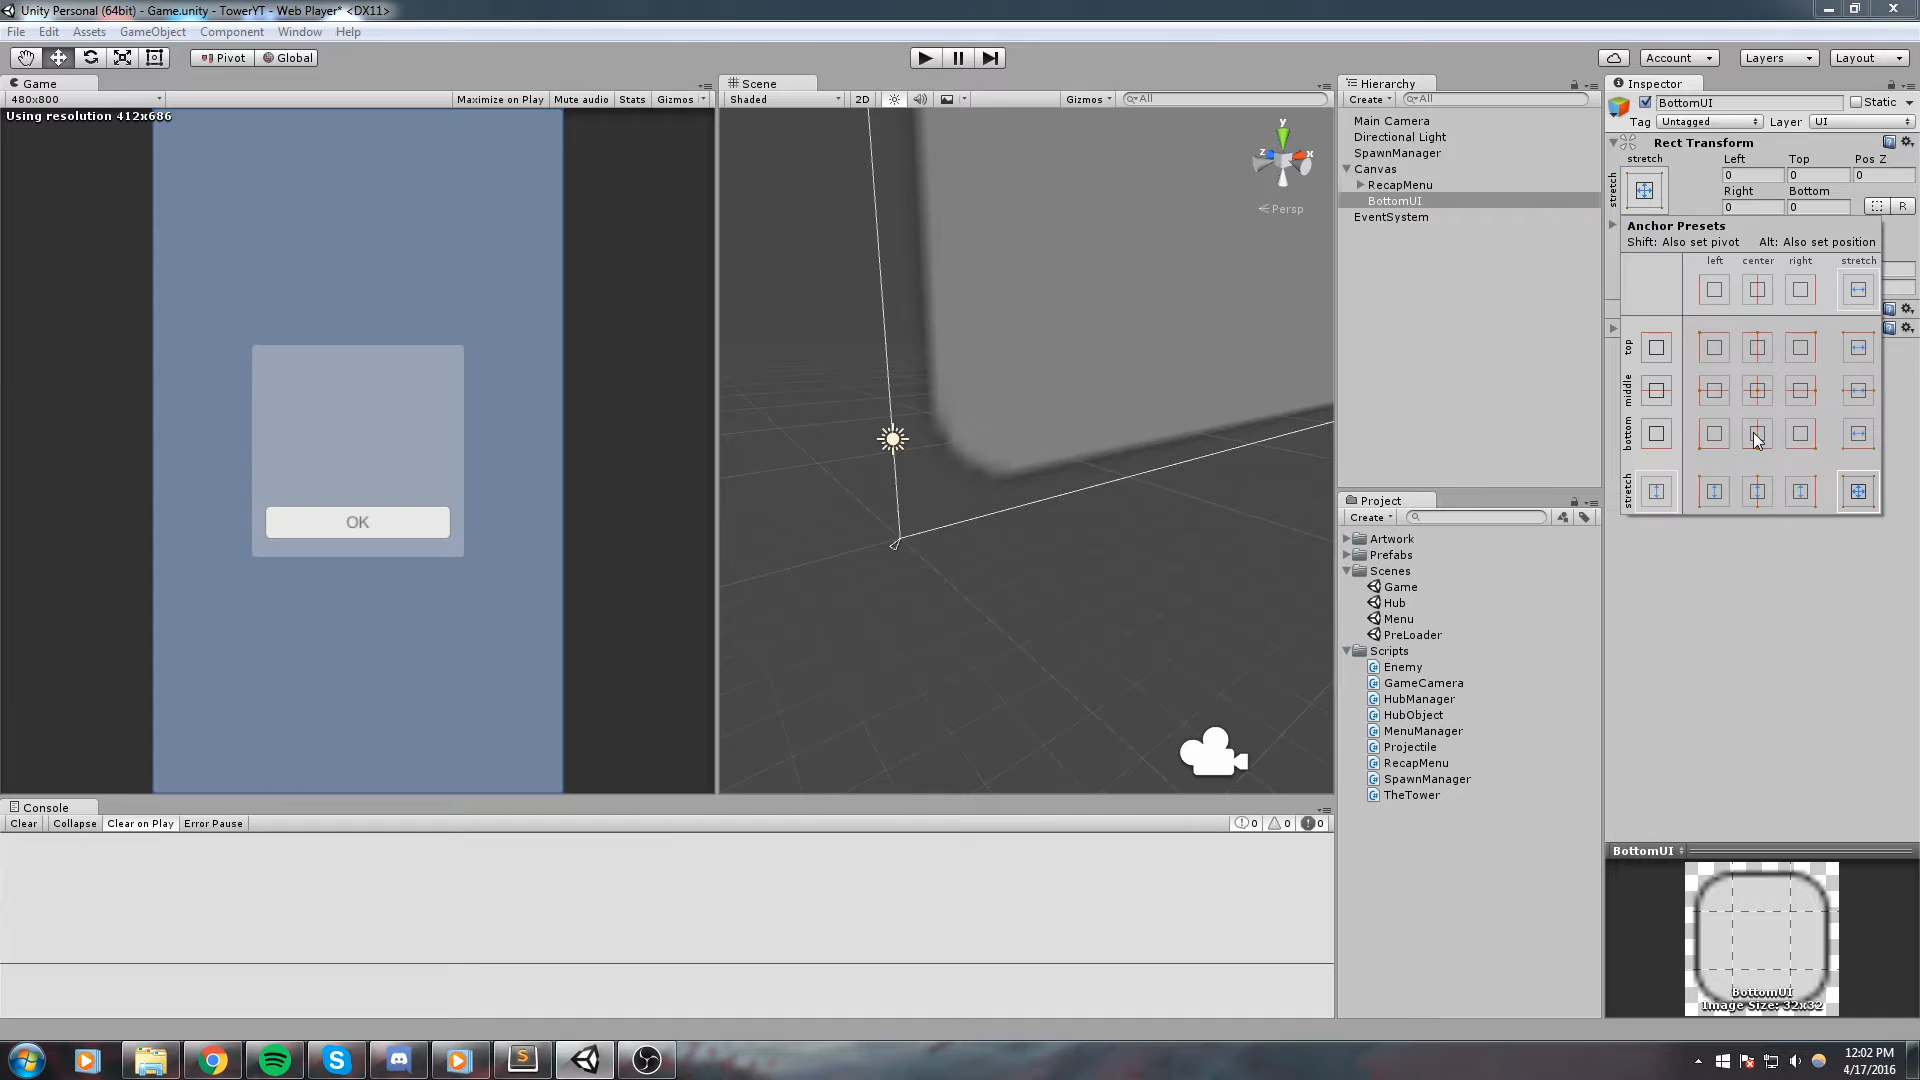 Unity Personal (64bit) - Game.unity - TowerYT - Web Player* <DX11>
File Edit Assets GameObject Component Window Help
Pivot Global Account Layers Layout
Game
480x800 Maximize on Play Mute audio Stats Gizmos
Using resolution 412x686
OK
Scene
Shaded 2D Gizmos All
y
z x
Persp
Hierarchy
Create All
Main Camera
Directional Light
SpawnManager
Canvas
RecapMenu
BottomUI
EventSystem
Project
Create
Artwork
Prefabs
Scenes
Game
Hub
Menu
PreLoader
Scripts
Enemy
GameCamera
HubManager
HubObject
MenuManager
Projectile
RecapMenu
SpawnManager
TheTower
Inspector
BottomUI Static
Tag Untagged Layer UI
Rect Transform
stretch Left Top Pos Z
stretch 0 0 0
Right Bottom
0 0 R
Anchor Presets
Shift: Also set pivot Alt: Also set position
left center right stretch
top
middle
bottom
stretch
BottomUI
BottomUI
Image Size: 32x32
Console
Clear Collapse Clear on Play Error Pause 0 0 0
12:02 PM
4/17/2016